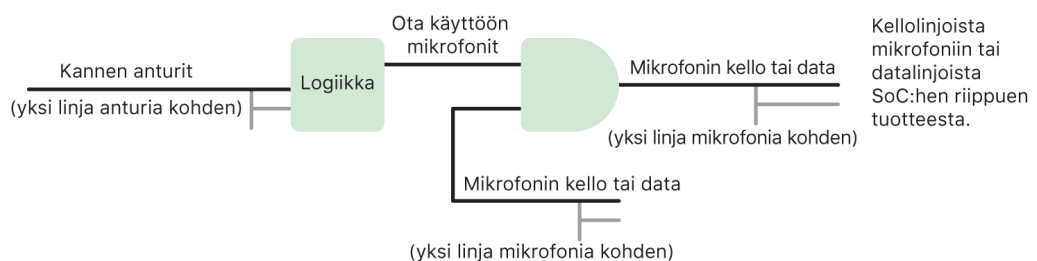 Kannen anturit
(yksi linja anturia kohden)
Logiikka
Ota käyttöön
mikrofonit
Mikrofonin kello tai data
(yksi linja mikrofonia kohden)
Mikrofonin kello tai data
(yksi linja mikrofonia kohden)
Kellolinjoista
mikrofoniin tai
datalinjoista
SoC:hen riippuen
tuotteesta.